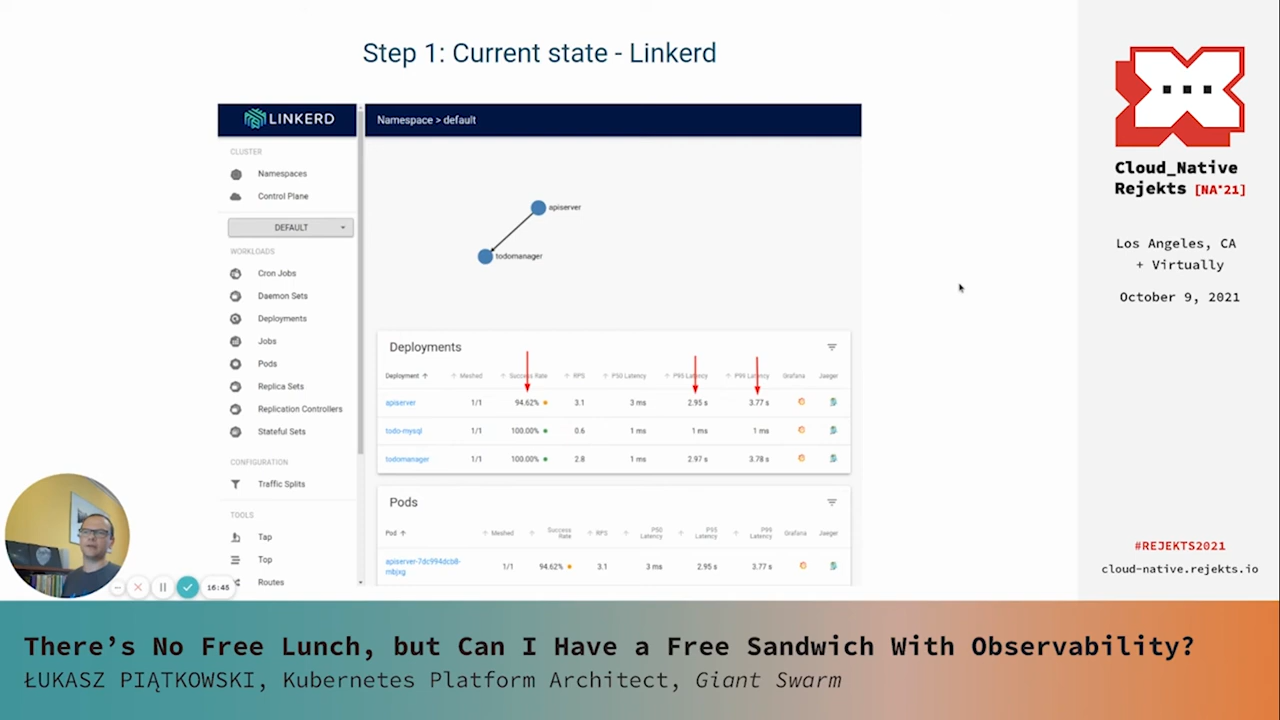 Step 1: Current state - Linkerd
LINKERD
Namespace > default
CLUSTER
Namespaces
Control Plane
DEFAULT
WORKLOADS
Cron Jobs
Daemon Sets
Deployments
Jobs
Pods
Replica Sets
Replication Controllers
Stateful Sets
CONFIGURATION
Traffic Splits
TOOLS
Tap
Top
Routes
apiserver
todomanager
Deployments
Deployment Meshed Success Rate RPS P50 Latency P95 Latency P99 Latency Grafana Jaeger
apiserver 1/1 94.62% 3.1 3 ms 2.95 s 3.77 s
todo-mysql 1/1 100.00% 0.6 1 ms 1 ms 1 ms
todomanager 1/1 100.00% 2.8 1 ms 2.97 s 3.78 s
Pods
Pod Meshed Success Rate RPS P50 Latency P95 Latency P99 Latency Grafana Jaeger
apiserver-7dc994dcb8-
mbjxg 1/1 94.62% 3.1 3 ms 2.95 s 3.77 s
16:45
Cloud_Native
Rejekts [NA'21]
Los Angeles, CA
+ Virtually
October 9, 2021
#REJEKTS2021
cloud-native.rejekts.io
There's No Free Lunch, but Can I Have a Free Sandwich With Observability?
ŁUKASZ PIĄTKOWSKI, Kubernetes Platform Architect, Giant Swarm